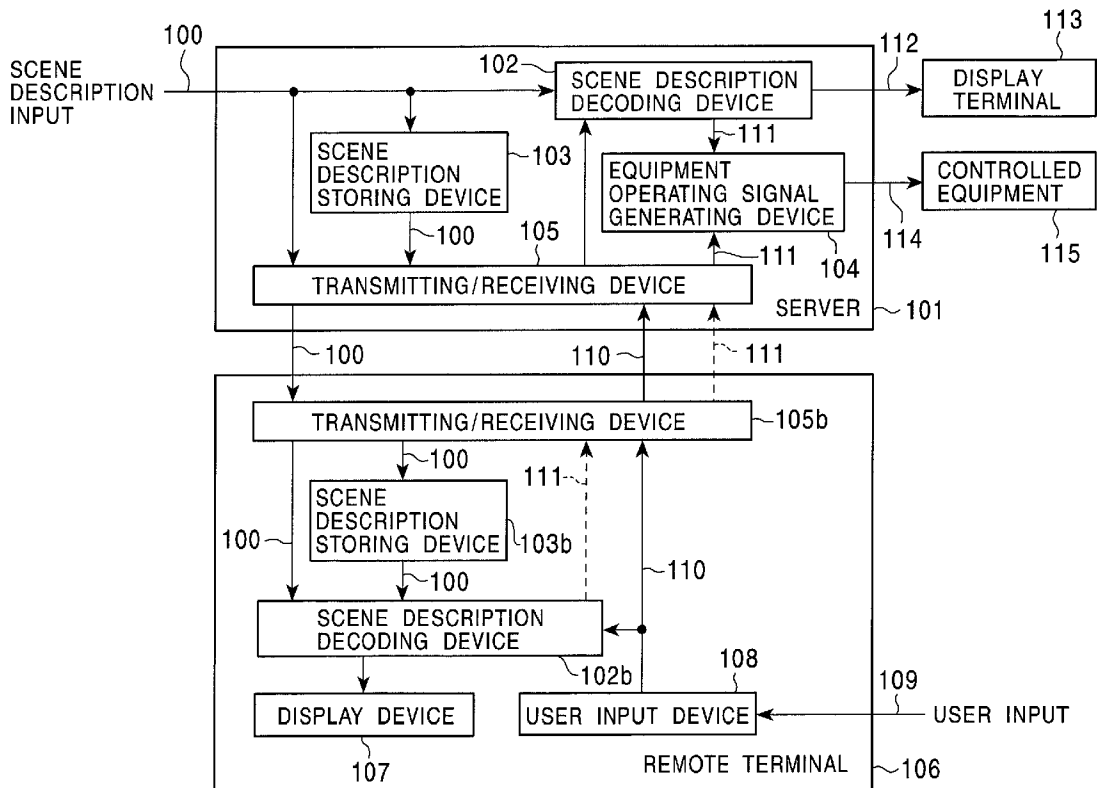 100
SCENE
DESCRIPTION
INPUT
102
SCENE DESCRIPTION
DECODING DEVICE
112
113
DISPLAY
TERMINAL
SCENE
DESCRIPTION
STORING DEVICE
103
111
EQUIPMENT
OPERATING SIGNAL
GENERATING DEVICE
CONTROLLED
EQUIPMENT
100
105
111
104
114
115
TRANSMITTING/RECEIVING DEVICE
SERVER
101
100
110
111
TRANSMITTING/RECEIVING DEVICE
105b
100
111
SCENE
DESCRIPTION
STORING DEVICE
103b
100
100
110
SCENE DESCRIPTION
DECODING DEVICE
102b
108
109
DISPLAY DEVICE
USER INPUT DEVICE
USER INPUT
107
REMOTE TERMINAL
106